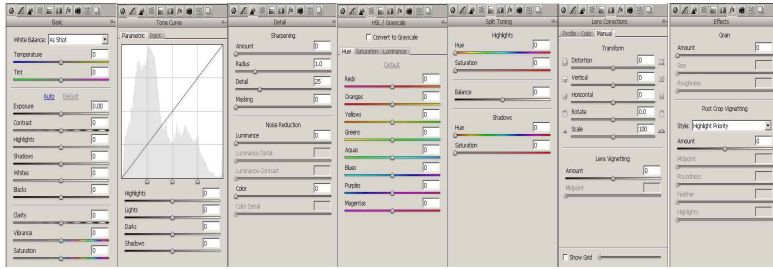 Basic
White Balance: As Shot
Temperature 0
Tint 0
Auto Default
Exposure 0.00
Contrast 0
Highlights 0
Shadows 0
Whites 0
Blacks 0
Clarity 0
Vibrance 0
Saturation 0
Tone Curve
Parametric Point
Highlights 0
Lights 0
Darks 0
Shadows 0
Detail
Sharpening
Amount 0
Radius 1.0
Detail 25
Masking 0
Noise Reduction
Luminance 0
Luminance Detail
Luminance Contrast
Color 0
Color Detail
HSL / Grayscale
Convert to Grayscale
Hue Saturation Luminance
Default
Reds 0
Oranges 0
Yellows 0
Greens 0
Aquas 0
Blues 0
Purples 0
Magentas 0
Split Toning
Highlights
Hue 0
Saturation 0
Balance 0
Shadows
Hue 0
Saturation 0
Lens Corrections
Profile Color Manual
Transform
Distortion 0
Vertical 0
Horizontal 0
Rotate 0.0
Scale 100
Lens Vignetting
Amount 0
Midpoint
Show Grid
Effects
Grain
Amount 0
Size
Roughness
Post Crop Vignetting
Style: Highlight Priority
Amount 0
Midpoint
Roundness
Feather
Highlights